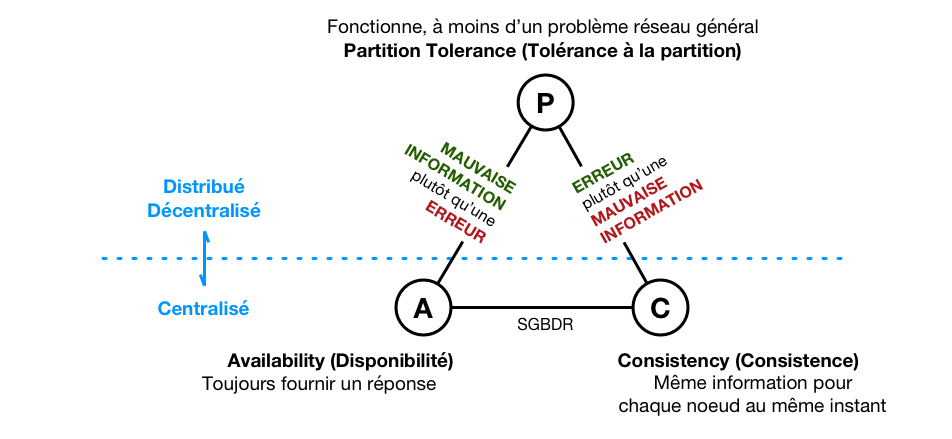 Fonctionne, à moins d’un problème réseau général
Partition Tolerance (Tolérance à la partition)
P
MAUVAISE
INFORMATION
plutôt qu’une
ERREUR
ERREUR
plutôt qu’une
MAUVAISE
INFORMATION
Distribué
Décentralisé
Centralisé
A
C
SGBDR
Availability (Disponibilité)
Toujours fournir un réponse
Consistency (Consistence)
Même information pour
chaque noeud au même instant